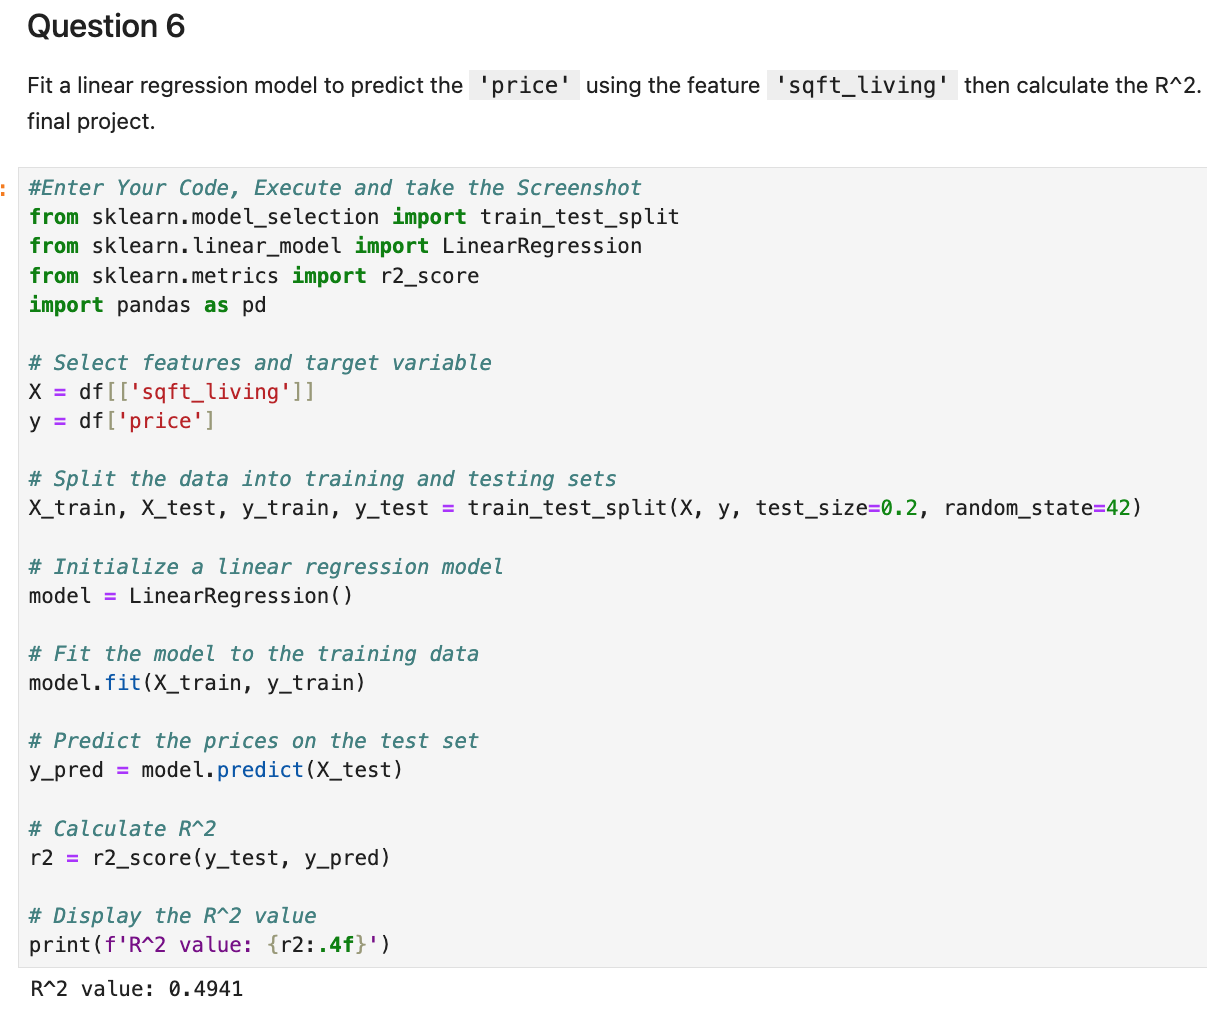 Question 6
Fit a linear regression model to predict the 'price' using the feature 'sqft_living' then calculate the R^2.
final project.
:
#Enter Your Code, Execute and take the Screenshot
from sklearn.model_selection import train_test_split
from sklearn.linear_model import LinearRegression
from sklearn.metrics import r2_score
import pandas as pd

# Select features and target variable
X = df[['sqft_living']]
y = df['price']

# Split the data into training and testing sets
X_train, X_test, y_train, y_test = train_test_split(X, y, test_size=0.2, random_state=42)

# Initialize a linear regression model
model = LinearRegression()

# Fit the model to the training data
model.fit(X_train, y_train)

# Predict the prices on the test set
y_pred = model.predict(X_test)

# Calculate R^2
r2 = r2_score(y_test, y_pred)

# Display the R^2 value
print(f'R^2 value: {r2:.4f}')
R^2 value: 0.4941